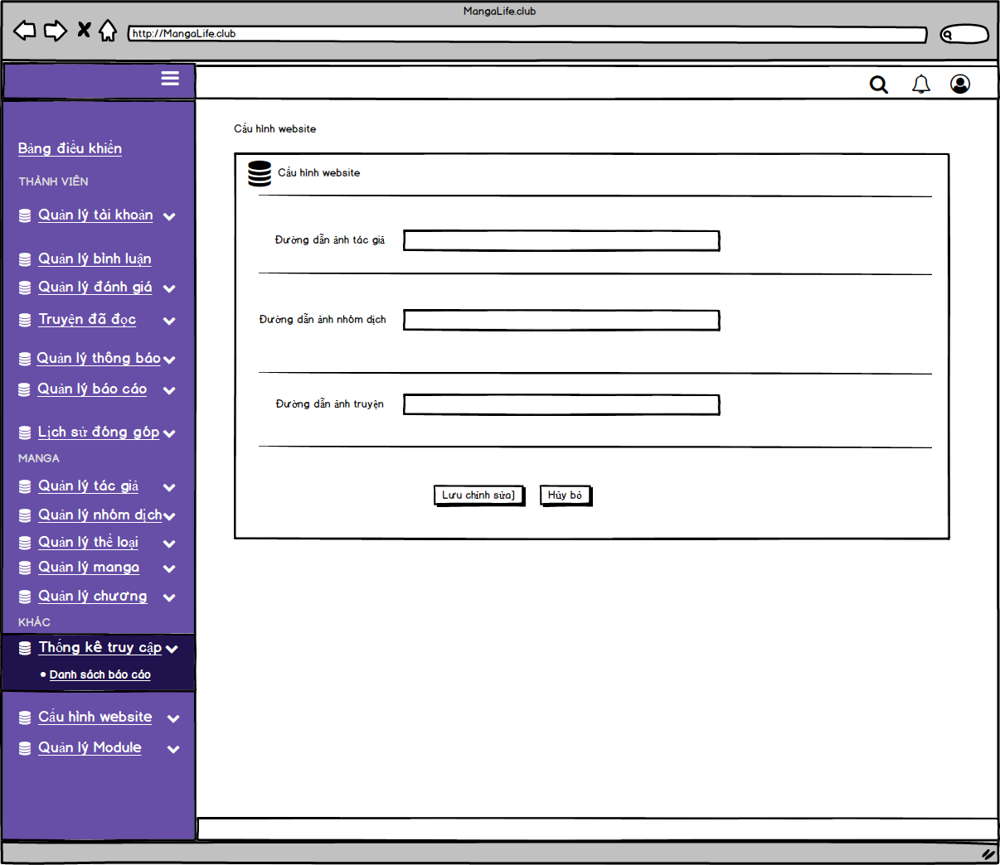 MangaLife.club
http://MangaLife.club
Bảng điều khiển
THÀNH VIÊN
Quản lý tài khoản
Quản lý bình luận
Quản lý đánh giá
Truyện đã đọc
Quản lý thông báo
Quản lý báo cáo
Lịch sử đóng góp
MANGA
Quản lý tác giả
Quản lý nhóm dịch
Quản lý thể loại
Quản lý manga
Quản lý chương
KHÁC
Thống kê truy cập
Danh sách báo cáo
Cấu hình website
Quản lý Module
Cấu hình website
Cấu hình website
Đường dẫn ảnh tác giả
Đường dẫn ảnh nhóm dịch
Đường dẫn ảnh truyện
Lưu chỉnh sửa]
Hủy bỏ